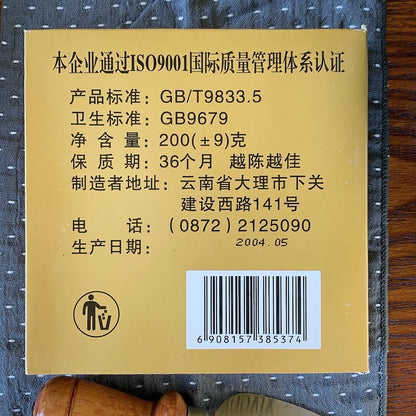 本企业通过ISO9001国际质量管理体系认证
产品标准：GB/T9833.5
卫生标准：GB9679
净 含 量：200(±9)克
保 质 期：36个月 越陈越佳
制造者地址：云南省大理市下关
建设西路141号
电 话：(0872) 2125090
生产日期：2004.05
6 908157 385374